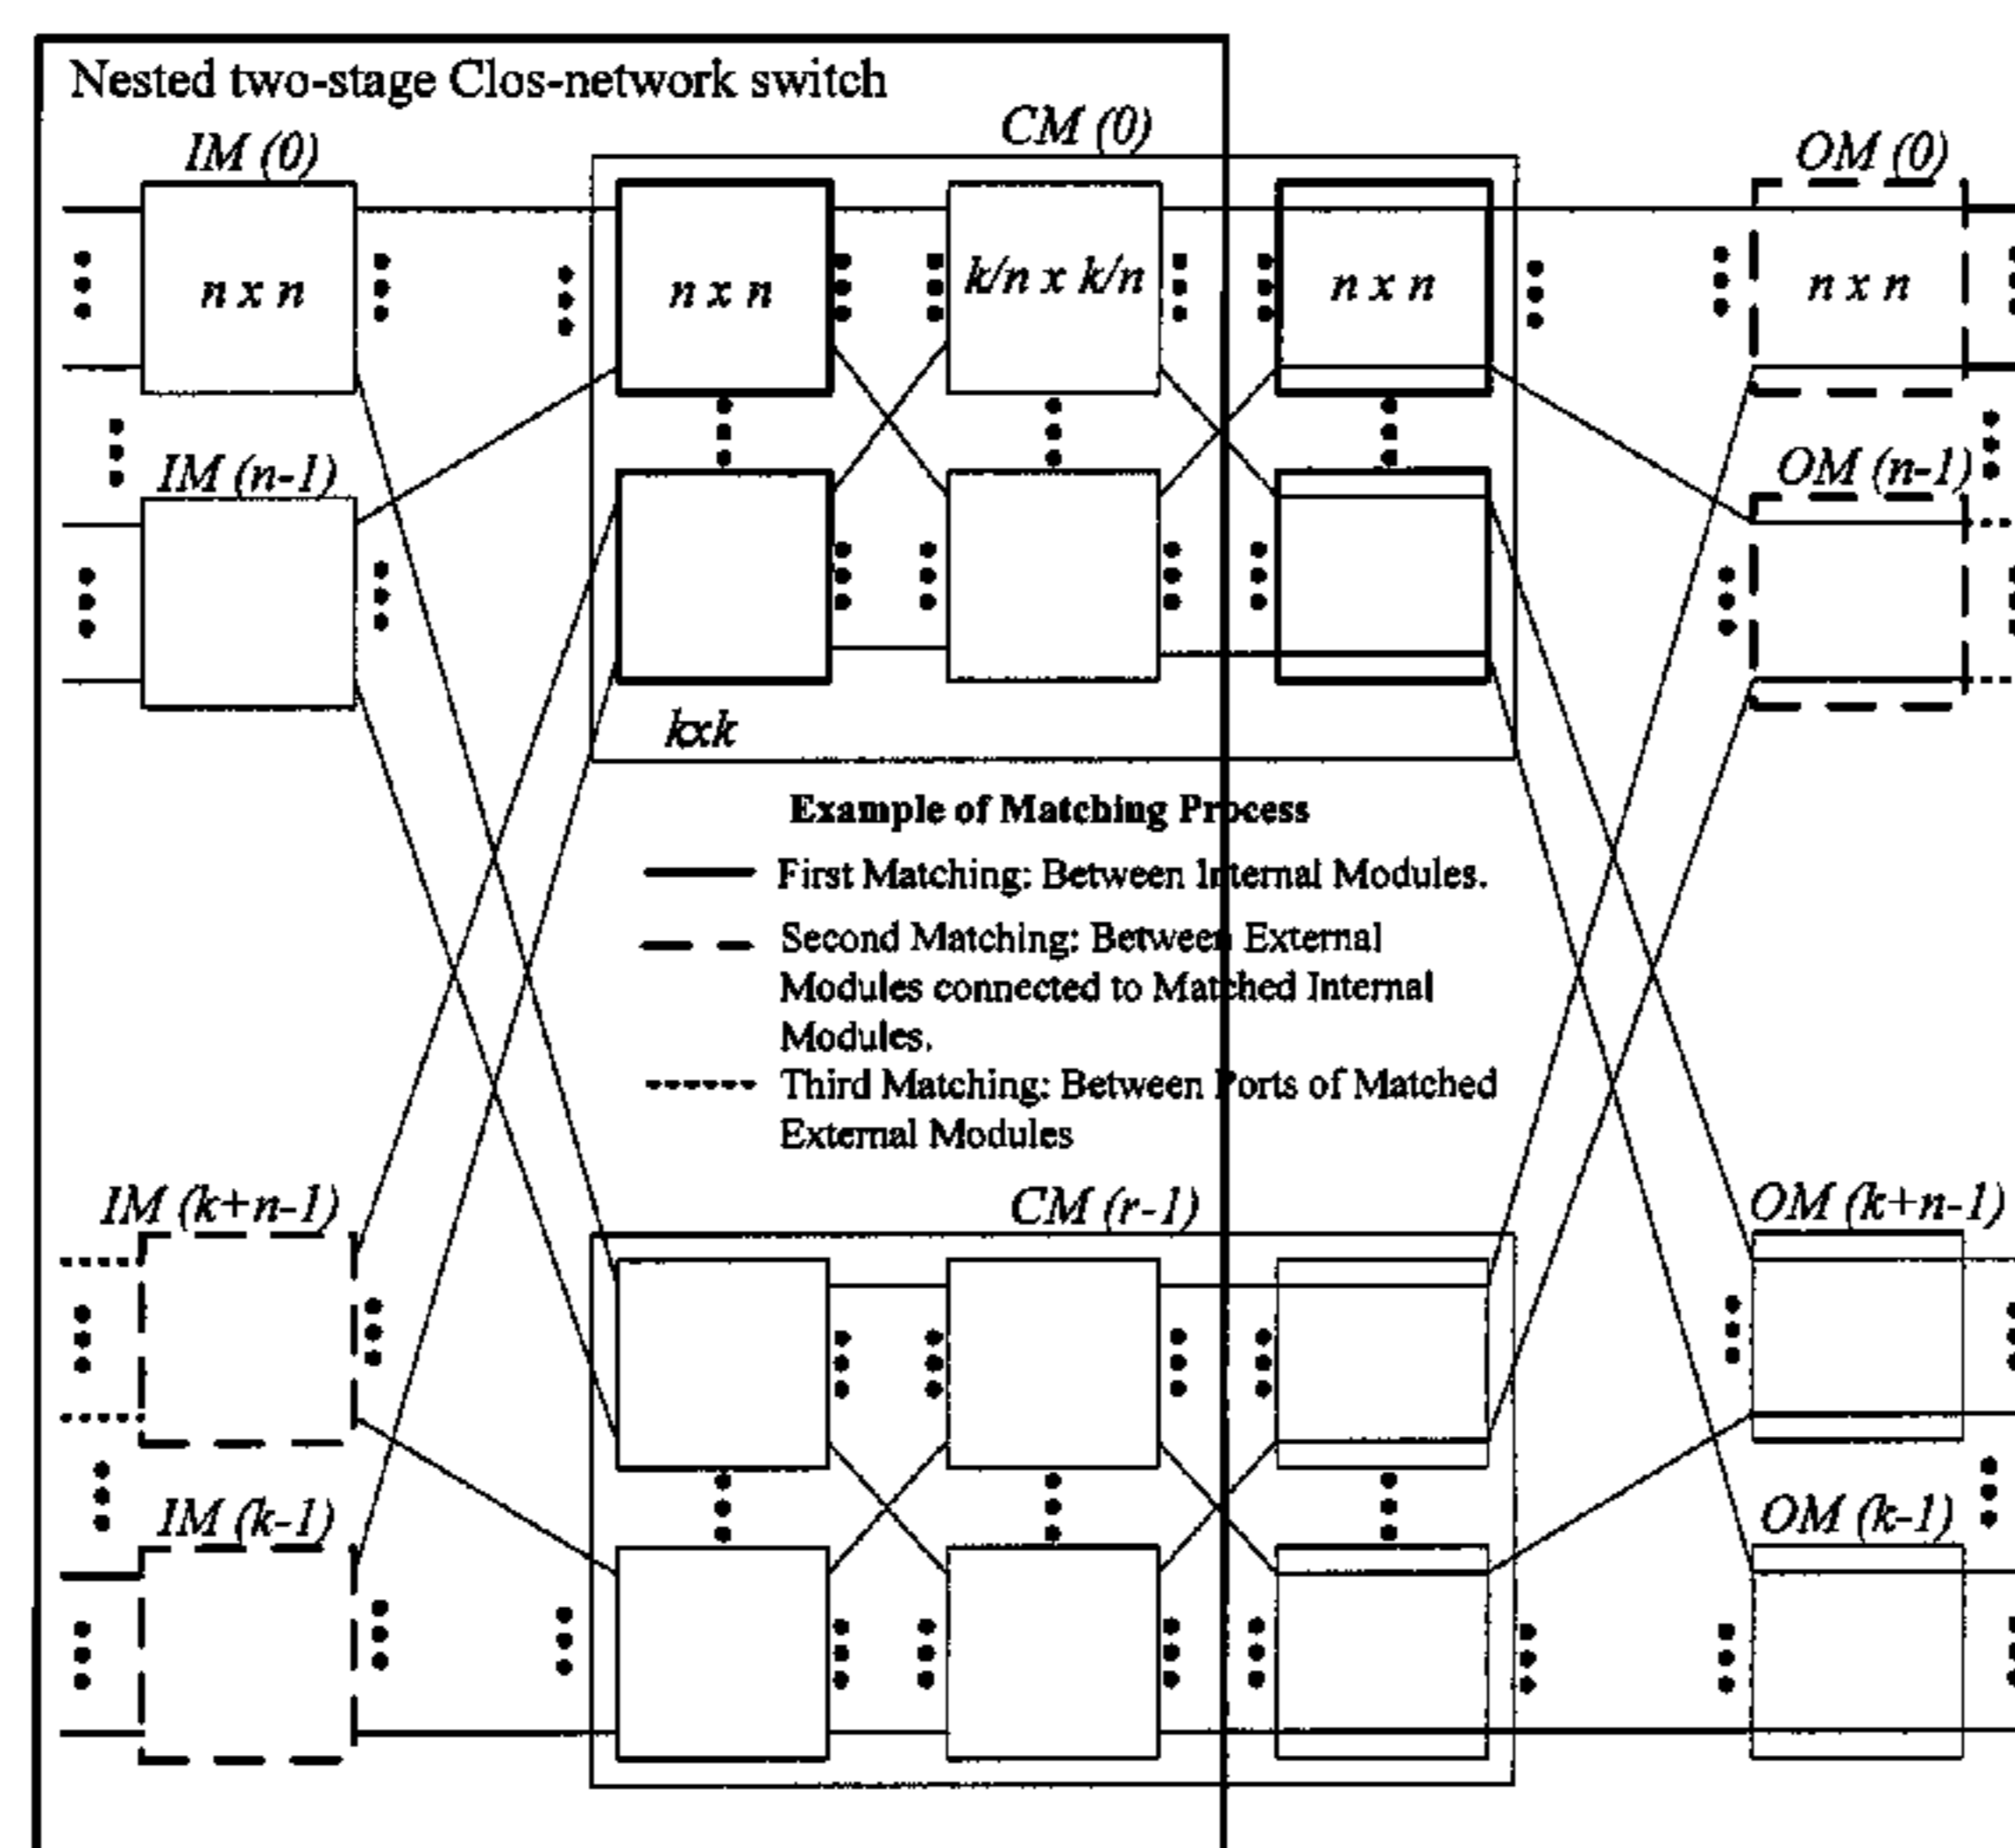 Nested two-stage Clos-network switch
CM (0)
IM (0)
OM (0)
n x n
n x n
k/n x k/n
n x n
n x n
IM (n-1)
OM (n-1)
kxk
Example of Matching Process
First Matching: Between Internal Modules.
Second Matching: Between External
Modules connected to Matched Internal
Modules.
Third Matching: Between Ports of Matched
External Modules
IM (k+n-1)
CM (r-1)
OM (k+n-1)
IM (k-1)
OM (k-1)